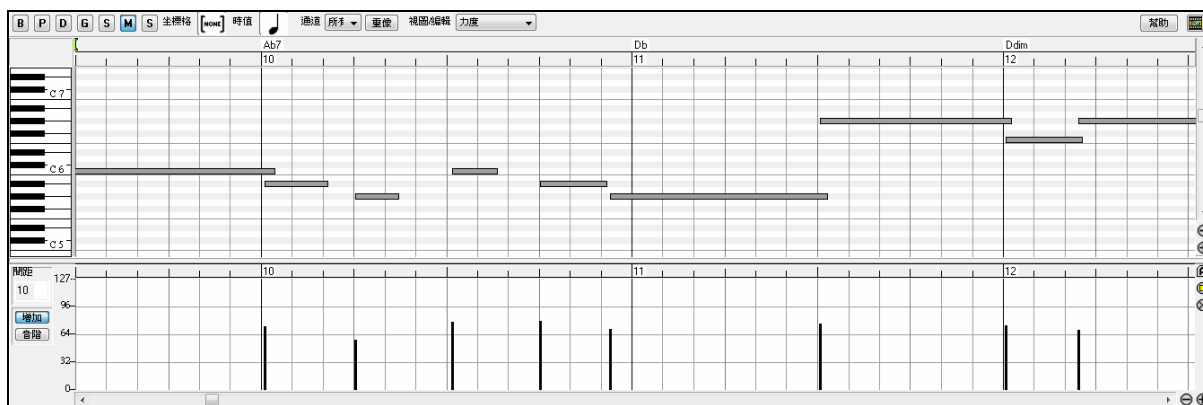 B P D G S M S 坐標格 [NONE] 時值 通道 所有 重像 視圖/編輯 力度 幫助
Ab7 Db Ddim
10 11 12
C 7
C 6
C 5
間距 10 11 12
10
127
96
增加
音階 64
32
0